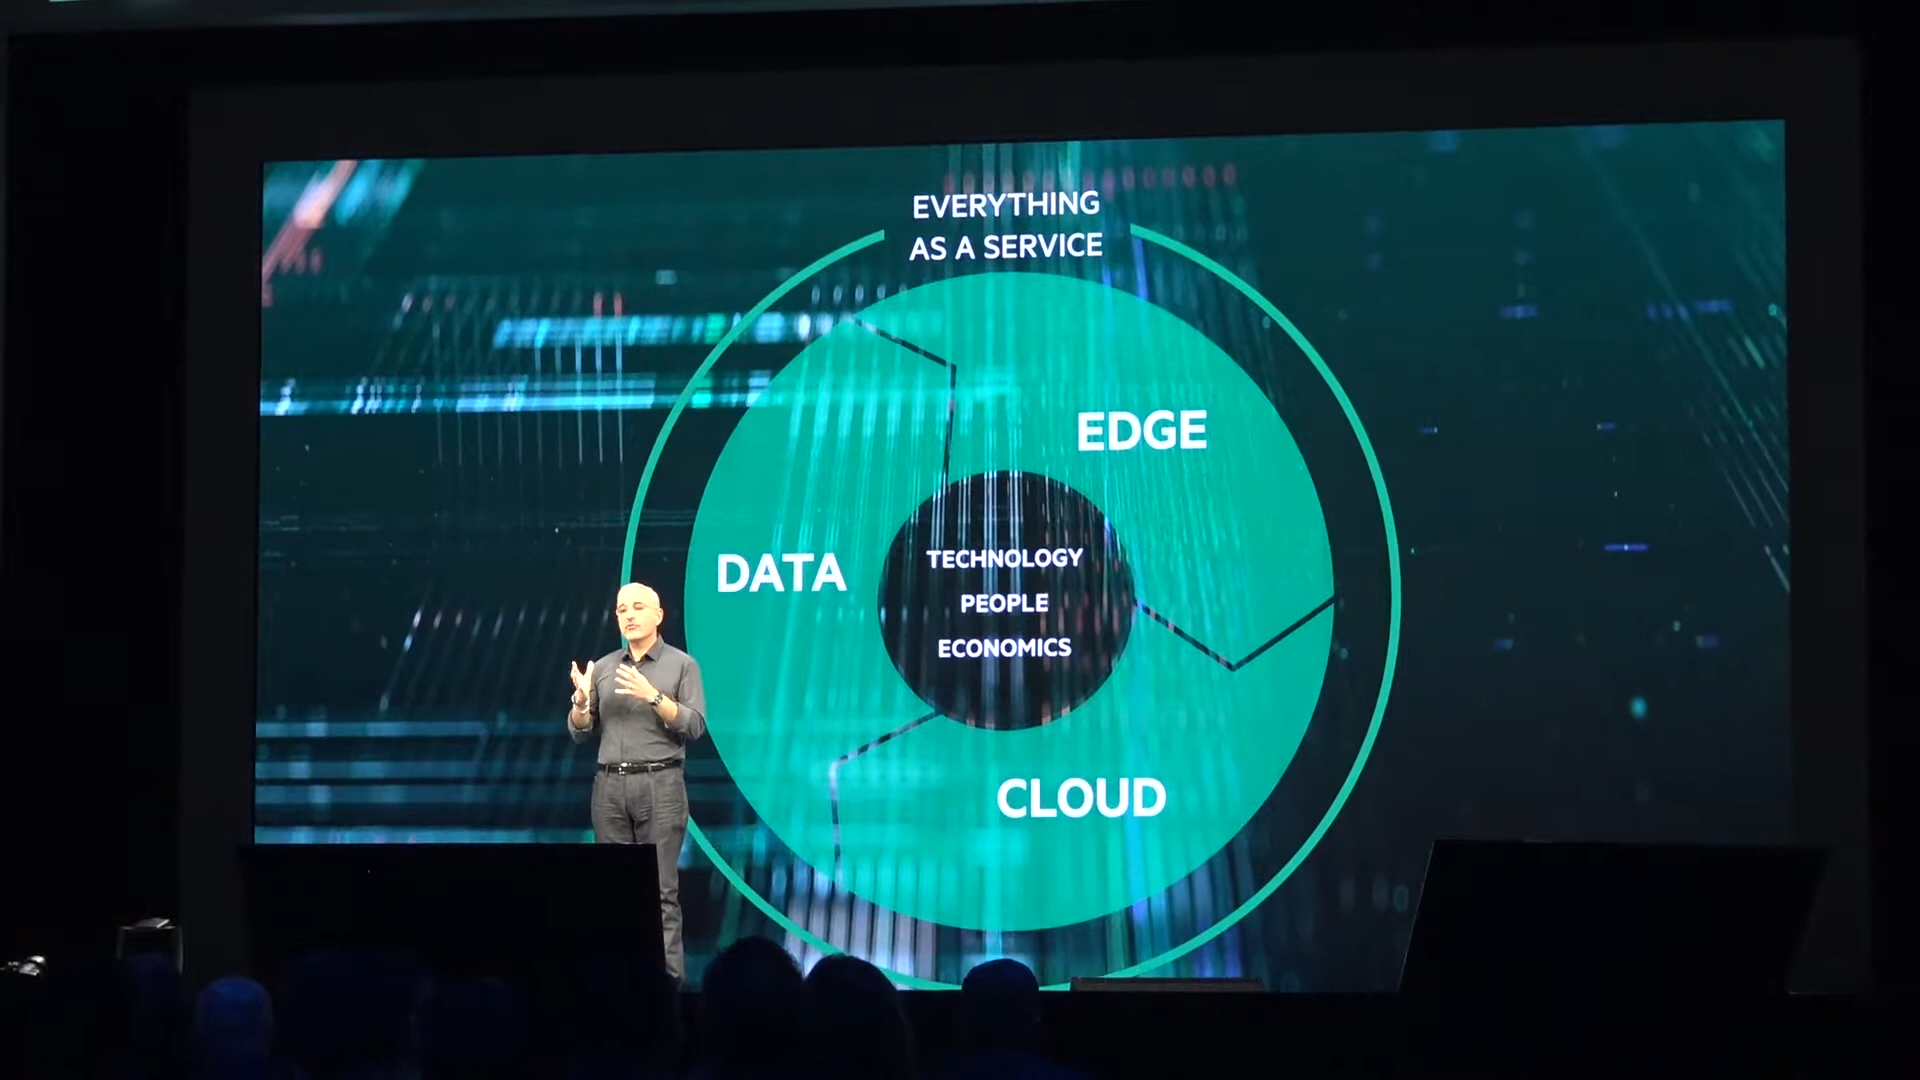 EVERYTHING
AS A SERVICE
EDGE
DATA
TECHNOLOGY
PEOPLE
ECONOMICS
CLOUD